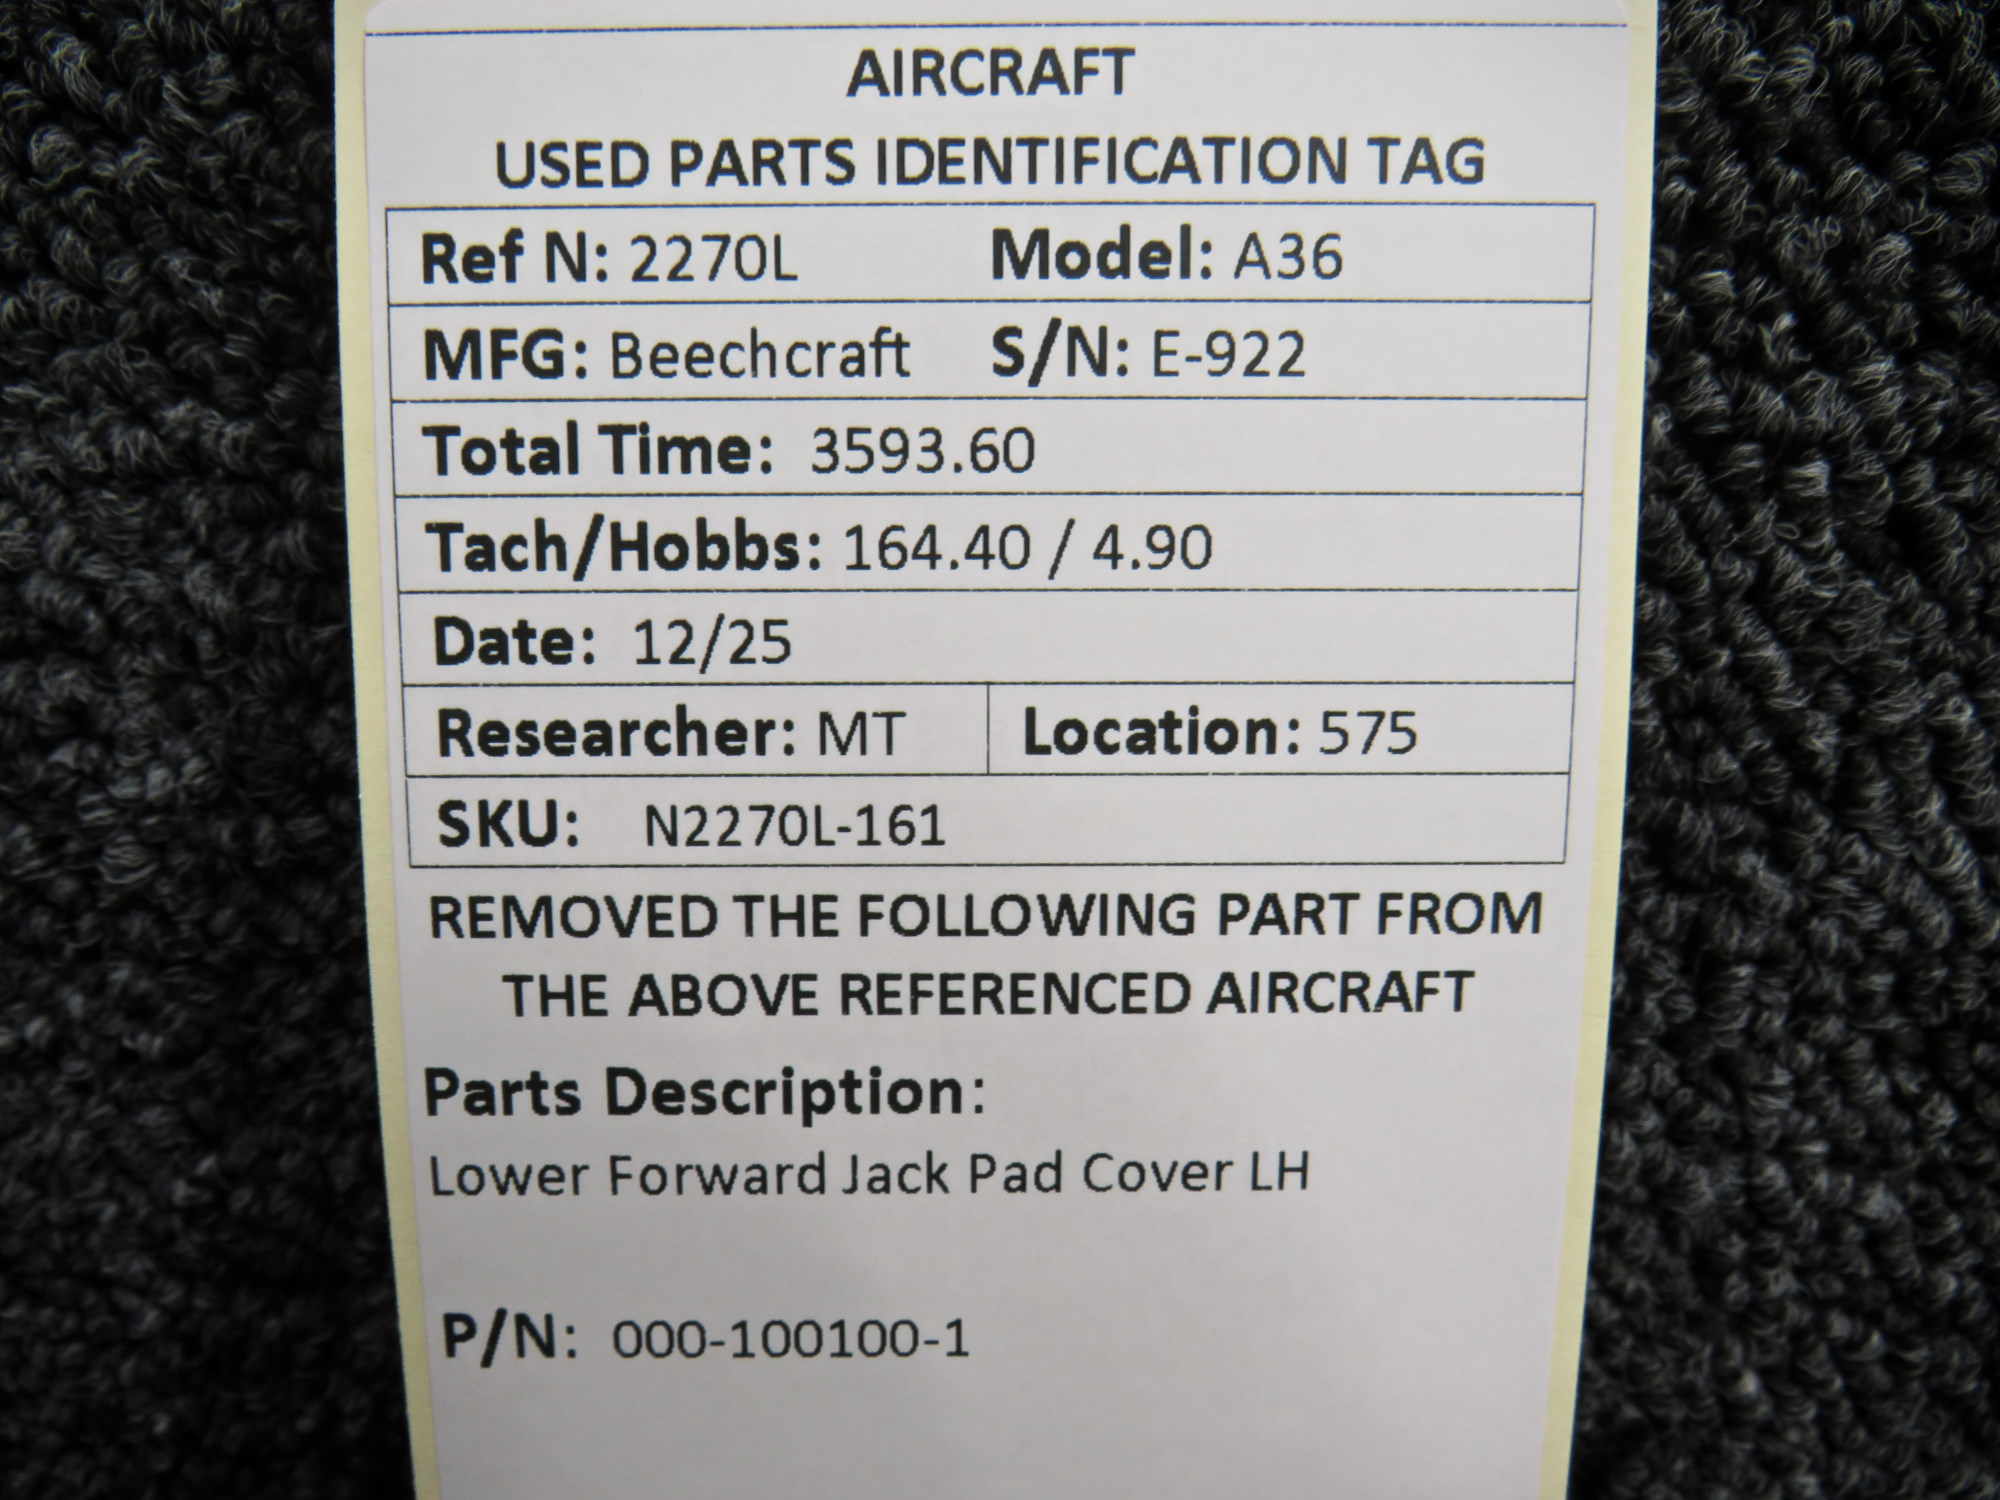 AIRCRAFT
USED PARTS IDENTIFICATION TAG
Ref N: 2270L Model: A36
MFG: Beechcraft S/N: E-922
Total Time: 3593.60
Tach/Hobbs: 164.40 / 4.90
Date: 12/25
Researcher: MT Location: 575
SKU: N2270L-161
REMOVED THE FOLLOWING PART FROM
THE ABOVE REFERENCED AIRCRAFT
Parts Description:
Lower Forward Jack Pad Cover LH
P/N: 000-100100-1